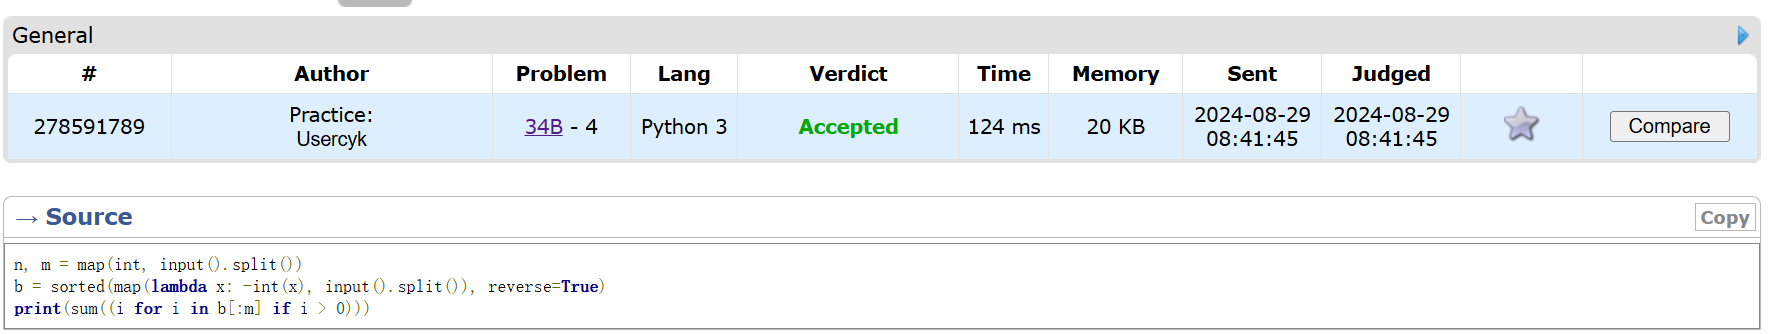 General
# Author Problem Lang Verdict Time Memory Sent Judged
278591789 Practice: Usercyk 34B - 4 Python 3 Accepted 124 ms 20 KB 2024-08-29 08:41:45 2024-08-29 08:41:45 Compare
→ Source Copy
n, m = map(int, input().split())
b = sorted(map(lambda x: -int(x), input().split()), reverse=True)
print(sum((i for i in b[:m] if i > 0)))